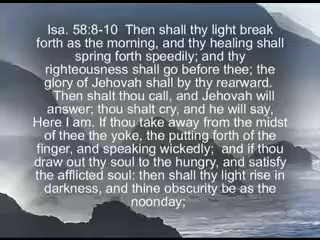 Isa. 58:8-10  Then shall thy light break
forth as the morning, and thy healing shall
spring forth speedily; and thy
righteousness shall go before thee; the
glory of Jehovah shall by thy rearward.
Then shalt thou call, and Jehovah will
answer; thou shalt cry, and he will say,
Here I am. If thou take away from the midst
of thee the yoke, the putting forth of the
finger, and speaking wickedly;  and if thou
draw out thy soul to the hungry, and satisfy
the afflicted soul: then shall thy light rise in
darkness, and thine obscurity be as the
noonday;